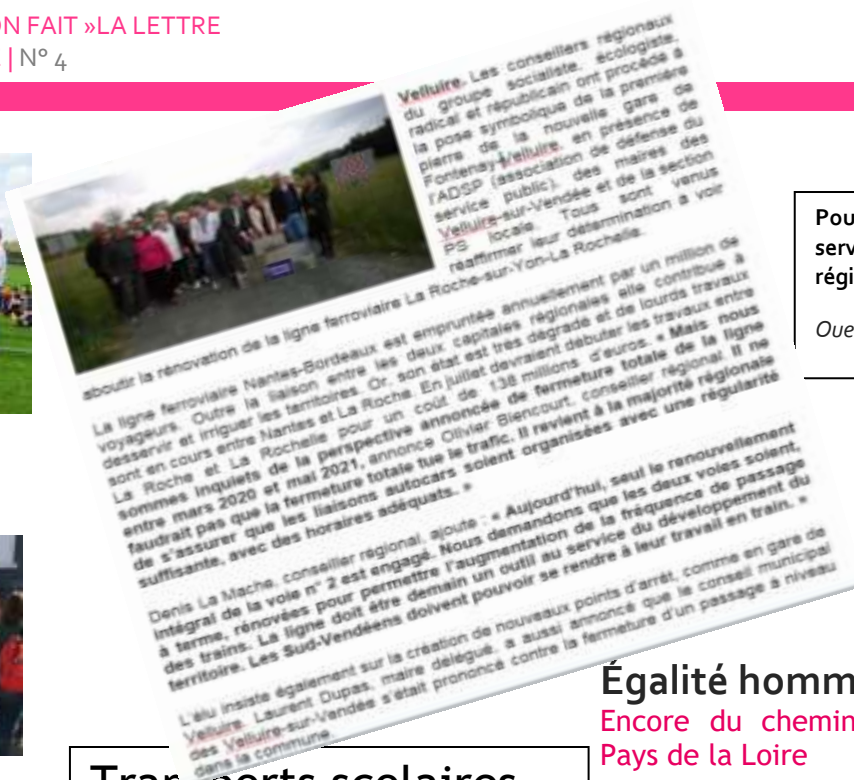 ON FAIT »LA LETTRE
| N° 4
Velluire. Les conseillers régionaux
du groupe socialiste, écologiste,
radical et républicain ont procédé à
la pose symbolique de la première
pierre de la nouvelle gare de
Fontenay-Velluire, en présence de
l'ADSP (association de défense du
service public), des maires des
Velluire-sur-Vendée et de la section
PS locale. Tous sont venus
réaffirmer leur détermination à voir
aboutir la rénovation de la ligne ferroviaire La Roche-sur-Yon-La Rochelle.
La ligne ferroviaire Nantes-Bordeaux est empruntée annuellement par un million de
voyageurs. Outre la liaison entre les deux capitales régionales elle contribue à
desservir et irriguer les territoires. Or, son état est très dégradé et de lourds travaux
sont en cours entre Nantes et La Roche. En juillet devraient débuter les travaux entre
La Roche et La Rochelle pour un coût de 138 millions d'euros. « Mais nous
sommes inquiets de la perspective annoncée de fermeture totale de la ligne
entre mars 2020 et mai 2021, annonce Olivier Biencourt, conseiller régional. Il ne
faudrait pas que la fermeture totale tue le trafic. Il revient à la majorité régionale
de s'assurer que les liaisons autocars soient organisées avec une régularité
suffisante, avec des horaires adéquats. »
Denis La Mache, conseiller régional, ajoute : « Aujourd'hui, seul le renouvellement
intégral de la voie n° 2 est engagé. Nous demandons que les deux voies soient,
à terme, rénovées pour permettre l'augmentation de la fréquence de passage
des trains. La ligne doit être demain un outil au service du développement du
territoire. Les Sud-Vendéens doivent pouvoir se rendre à leur travail en train. »
L'élu insiste également sur la création de nouveaux points d'arrêt, comme en gare de
Velluire. Laurent Dupas, maire délégué, a aussi annoncé que le conseil municipal
des Velluire-sur-Vendée s'était prononcé contre la fermeture d'un passage à niveau
dans la commune.
Pou
serv
régi
Oue
Égalité homm
Encore du chemin
Pays de la Loire
Transports scolaires